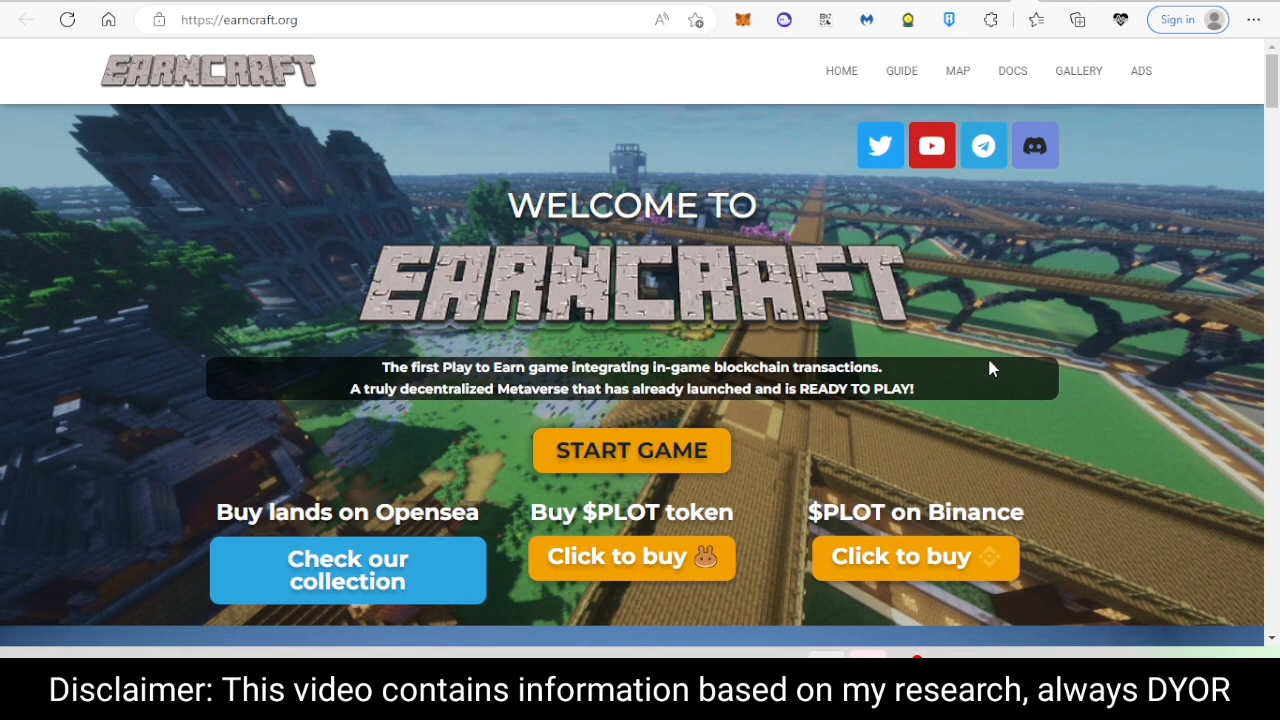 https://earncraft.org
Sign in
EARNCRAFT
HOME
GUIDE
MAP
DOCS
GALLERY
ADS
WELCOME TO
EARNCRAFT
The first Play to Earn game integrating in-game blockchain transactions.
A truly decentralized Metaverse that has already launched and is READY TO PLAY!
START GAME
Buy lands on Opensea
Check our
collection
Buy $PLOT token
Click to buy
$PLOT on Binance
Click to buy
Disclaimer: This video contains information based on my research, always DYOR